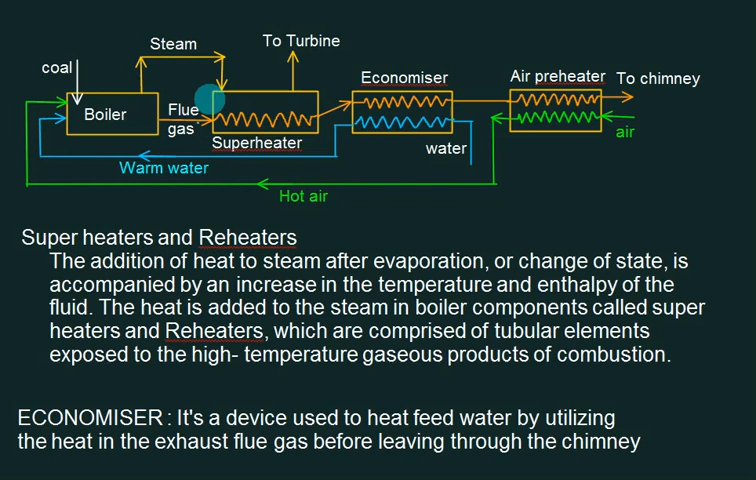 Steam
To Turbine
coal
Economiser
Air preheater
To chimney
Boiler
Flue
gas
Superheater
water
air
Warm water
Hot air
Super heaters and Reheaters
The addition of heat to steam after evaporation, or change of state, is
accompanied by an increase in the temperature and enthalpy of the
fluid. The heat is added to the steam in boiler components called super
heaters and Reheaters, which are comprised of tubular elements
exposed to the high- temperature gaseous products of combustion.
ECONOMISER : It's a device used to heat feed water by utilizing
the heat in the exhaust flue gas before leaving through the chimney